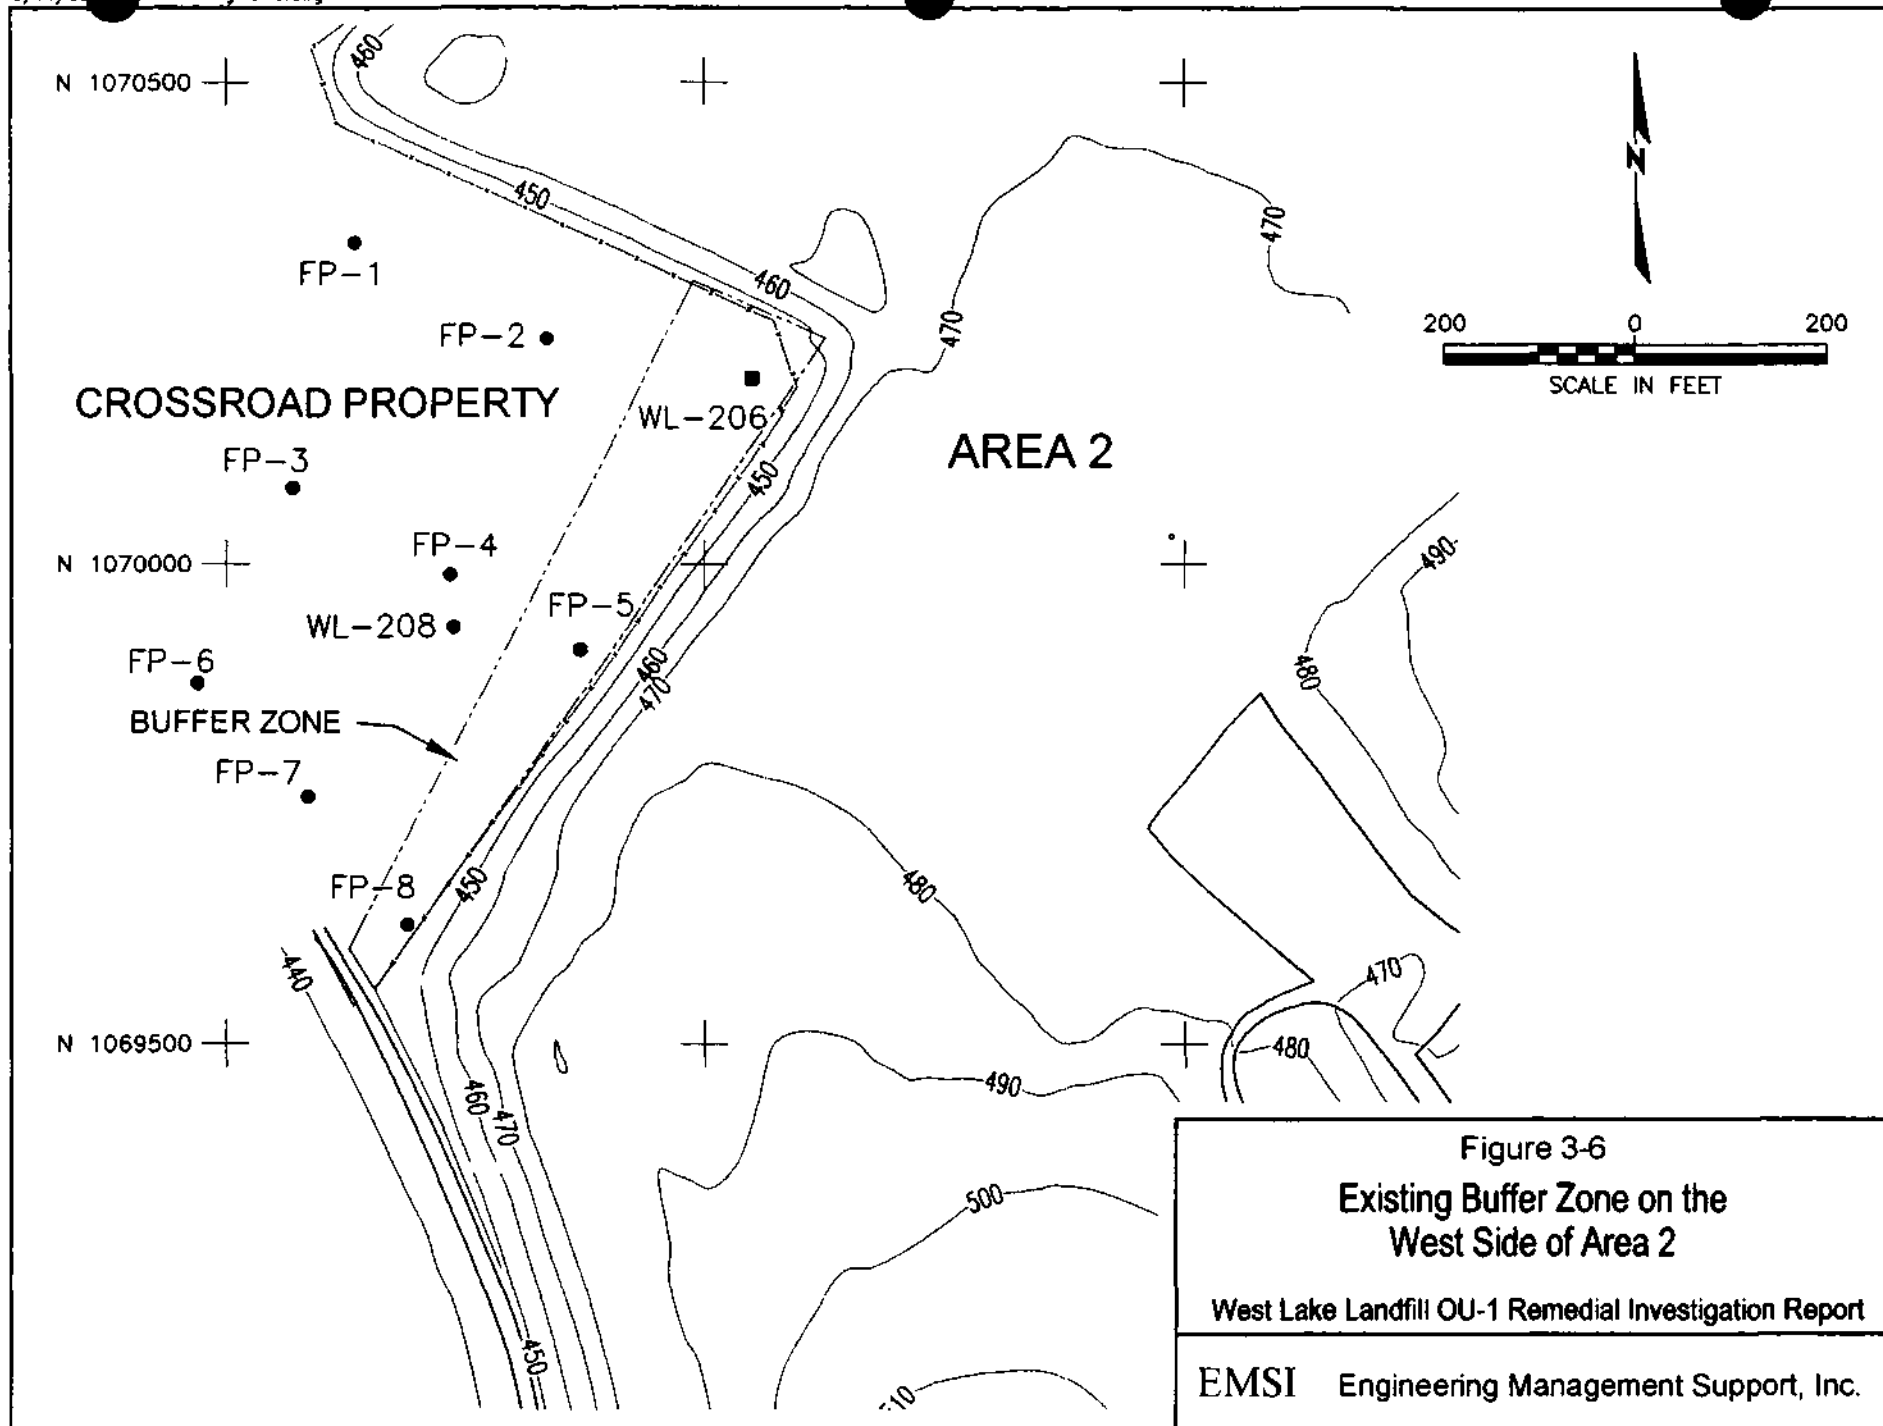 460
N 1070500
450
FP-1
470
460
FP-2
470
200 0 200
SCALE IN FEET
N
CROSSROAD PROPERTY
WL-206
AREA 2
FP-3
450
FP-4
N 1070000
490
FP-5
WL-208
FP-6
460
480
470
BUFFER ZONE
FP-7
FP-8
450
480
440
470
N 1069500
480
490
460
470
500
450
Figure 3-6
Existing Buffer Zone on the
West Side of Area 2
West Lake Landfill OU-1 Remedial Investigation Report
EMSI Engineering Management Support, Inc.